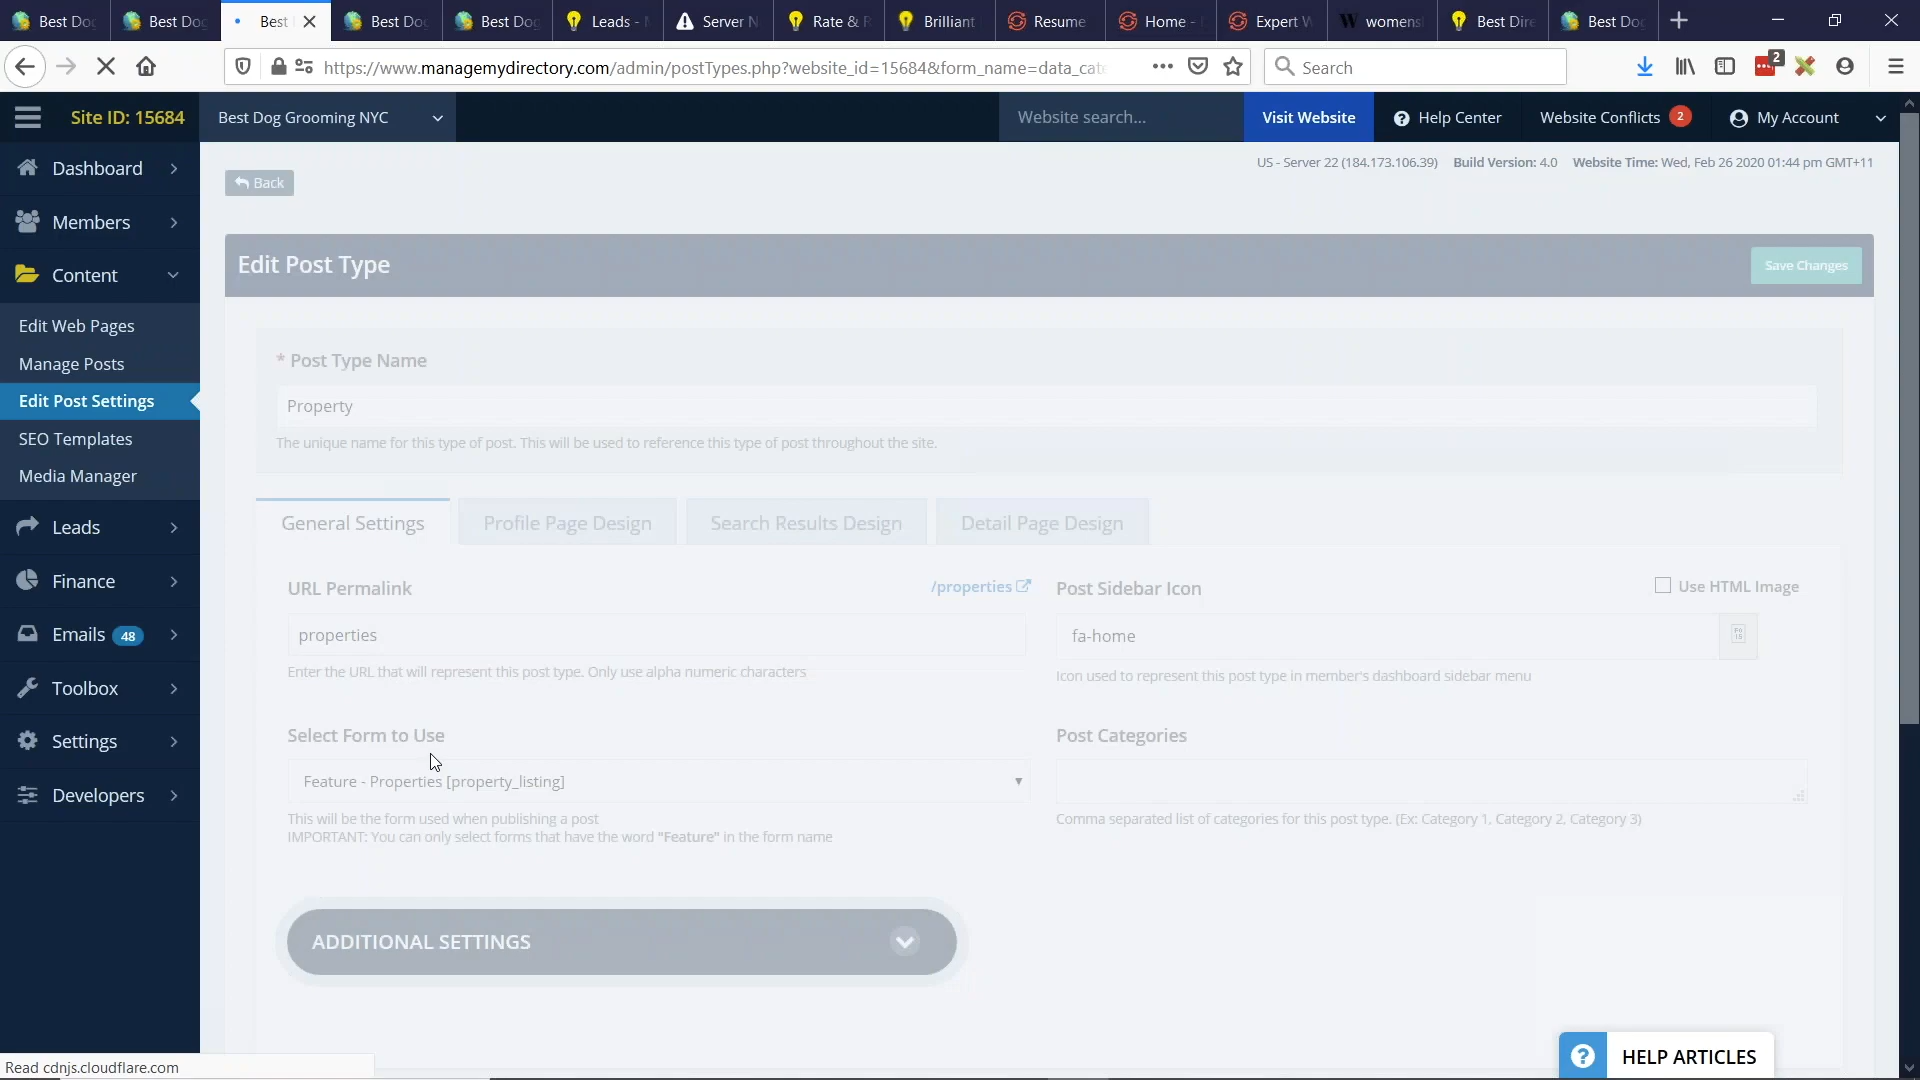 Best Dog
Best Dog
Best
Best Dog
Best Dog
Leads -
Server N
Rate & R
Brilliant
Resume
Home -
Expert W
womens
Best Dire
Best Dog
https://www.managemydirectory.com/admin/postTypes.php?website_id=15684&form_name=data_cate
Search
2
Site ID: 15684
Best Dog Grooming NYC
Website search...
Visit Website
Help Center
Website Conflicts 2
My Account
US - Server 22 (184.173.106.39) Build Version: 4.0 Website Time: Wed, Feb 26 2020 01:44 pm GMT+11
Dashboard
Members
Content
Edit Web Pages
Manage Posts
Edit Post Settings
SEO Templates
Media Manager
Leads
Finance
Emails 48
Toolbox
Settings
Developers
Back
Edit Post Type
Save Changes
* Post Type Name
Property
The unique name for this type of post. This will be used to reference this type of post throughout the site.
General Settings
Profile Page Design
Search Results Design
Detail Page Design
URL Permalink
/properties
properties
Enter the URL that will represent this post type. Only use alpha numeric characters
Post Sidebar Icon
Use HTML Image
fa-home
Icon used to represent this post type in member's dashboard sidebar menu
Select Form to Use
Feature - Properties [property_listing]
This will be the form used when publishing a post
IMPORTANT: You can only select forms that have the word "Feature" in the form name
Post Categories
Comma separated list of categories for this post type. (Ex: Category 1, Category 2, Category 3)
ADDITIONAL SETTINGS
HELP ARTICLES
Read cdnjs.cloudflare.com